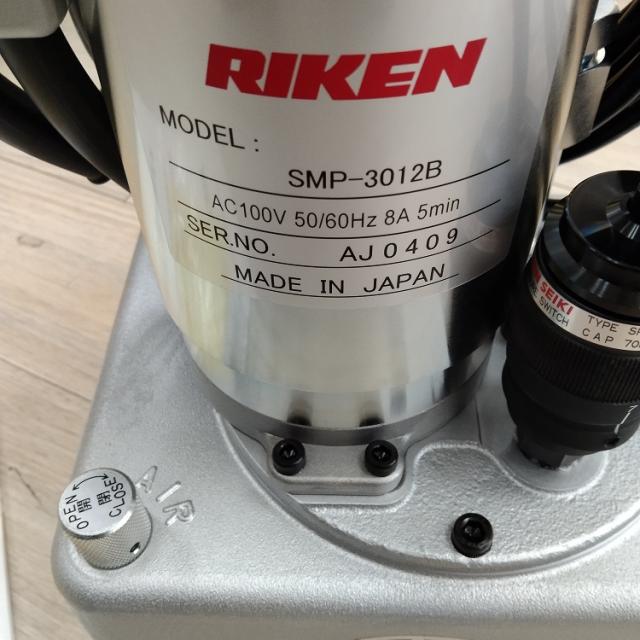 RIKEN
MODEL :
SMP-3012B
AC100V 50/60Hz 8A 5min
SER.NO. AJ0409
MADE IN JAPAN
SEIKI
SWITCH
TYPE
CAP
AIR
OPEN
開 閉
CLOSE